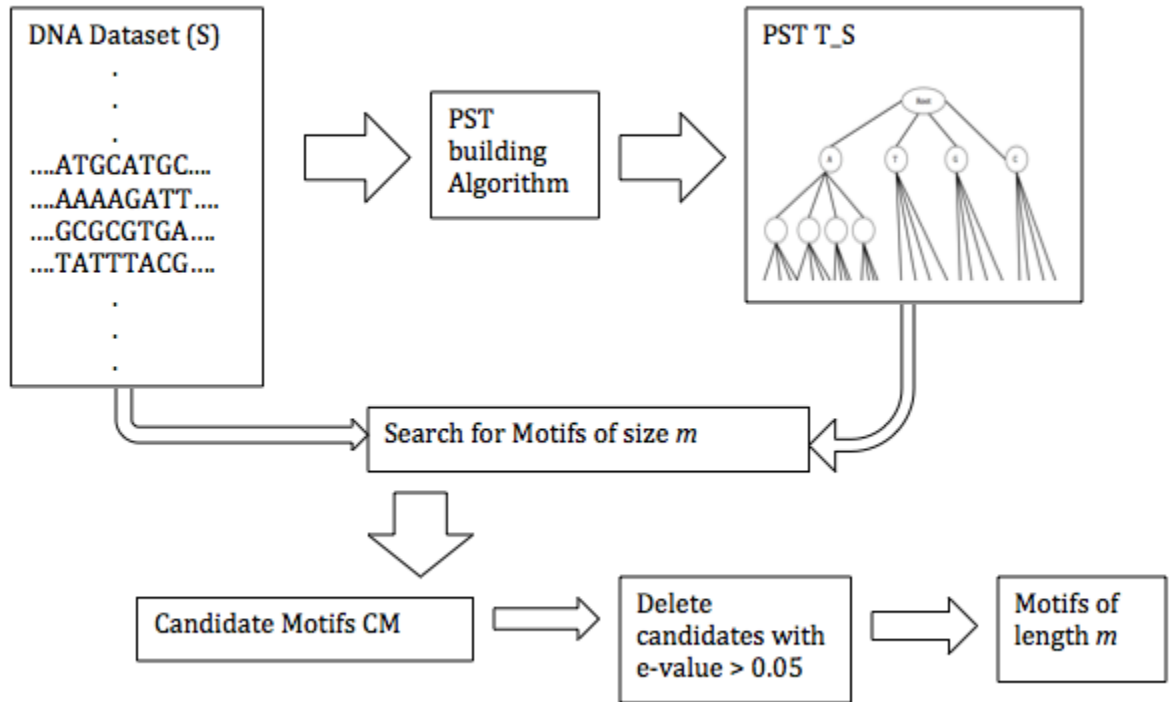 DNA Dataset (S)
.
.
.
....ATGCATGC....
....AAAAGATT....
....GCGCGTGA....
....TATTTACG....
.
.
.
PST
building
Algorithm
PST T_S
Root
A
T
G
C
Search for Motifs of size m
Candidate Motifs CM
Delete
candidates with
e-value > 0.05
Motifs of
length m